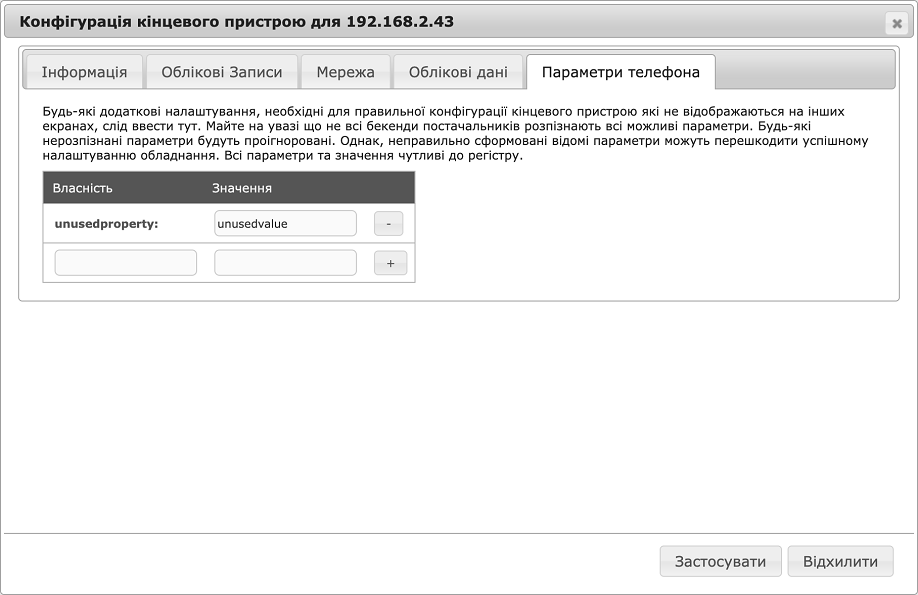 Конфігурація кінцевого пристрою для 192.168.2.43
Інформація Облікові Записи Мережа Облікові дані Параметри телефона
Будь-які додаткові налаштування, необхідні для правильної конфігурації кінцевого пристрою які не відображаються на інших
екранах, слід ввести тут. Майте на увазі що не всі бекенди постачальників розпізнають всі можливі параметри. Будь-які
нерозпізнані параметри будуть проігноровані. Однак, неправильно сформовані відомі параметри можуть перешкодити успішному
налаштуванню обладнання. Всі параметри та значення чутливі до регістру.
Власність Значення
unusedproperty: unusedvalue -
+
Застосувати Відхилити